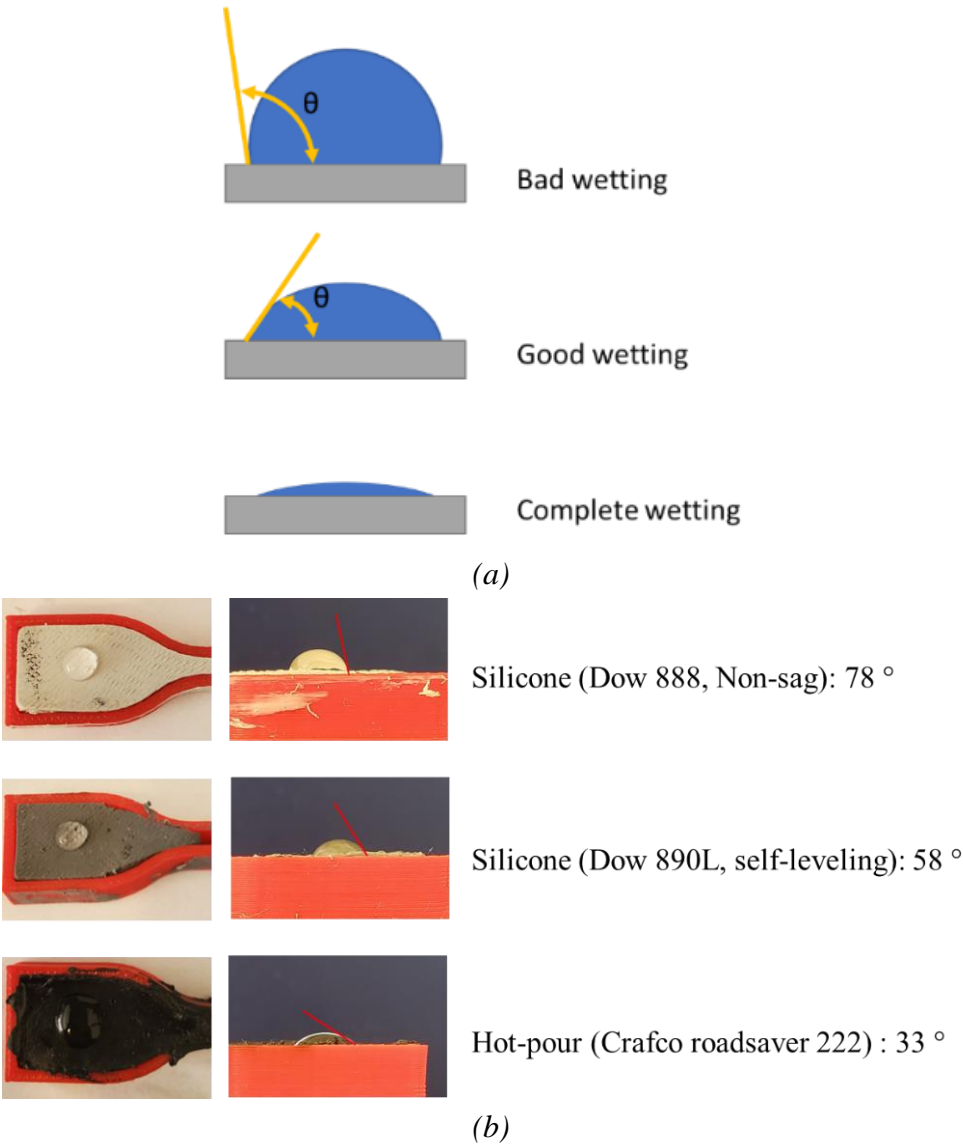 θ
Bad wetting
θ
Good wetting
Complete wetting
(a)
Silicone (Dow 888, Non-sag): 78 °
Silicone (Dow 890L, self-leveling): 58 °
Hot-pour (Crafco roadsaver 222) : 33 °
(b)